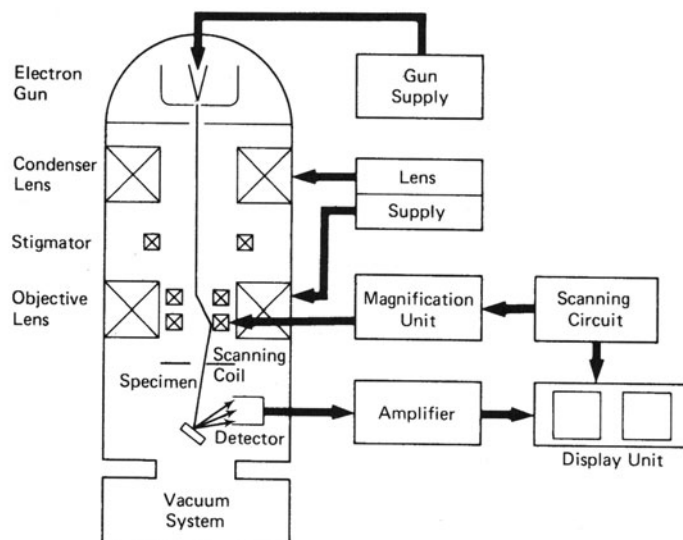 Electron
Gun
Gun
Supply
Condenser
Lens
Lens
Supply
Stigmator
Objective
Lens
Magnification
Unit
Scanning
Circuit
Scanning
Coil
Specimen
Amplifier
Detector
Display Unit
Vacuum
System